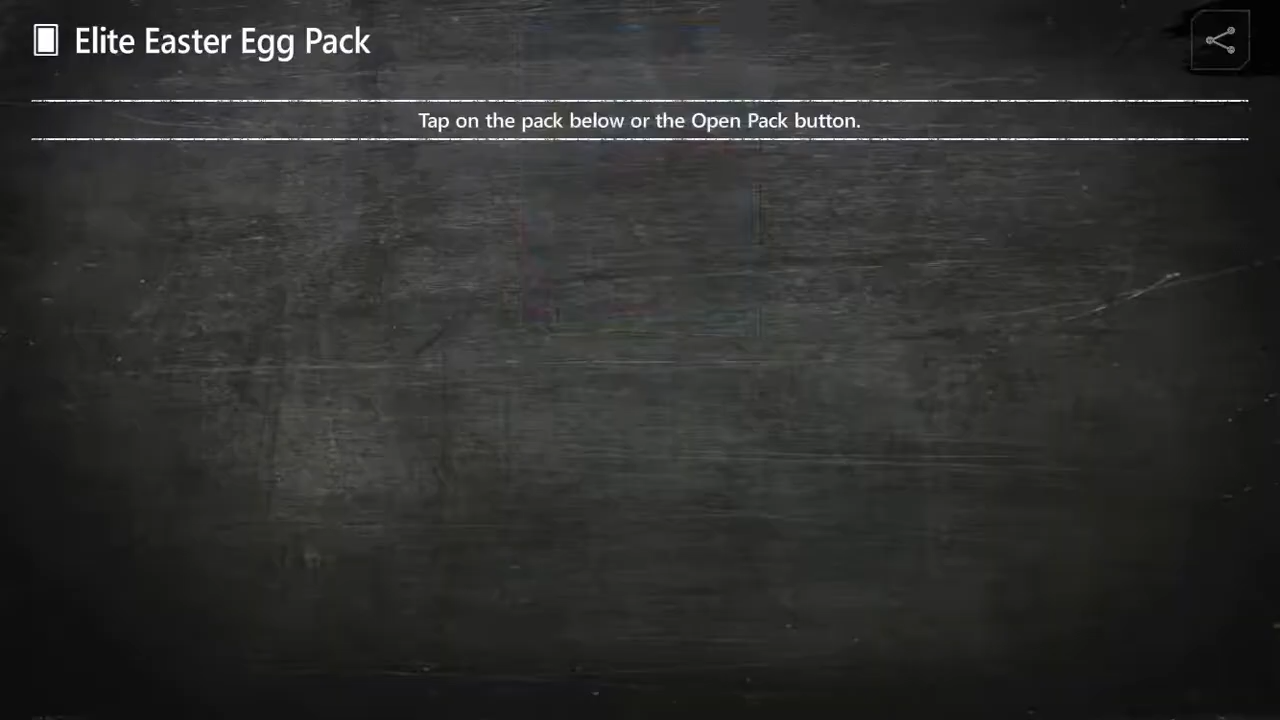 Elite Easter Egg Pack
Tap on the pack below or the Open Pack button.